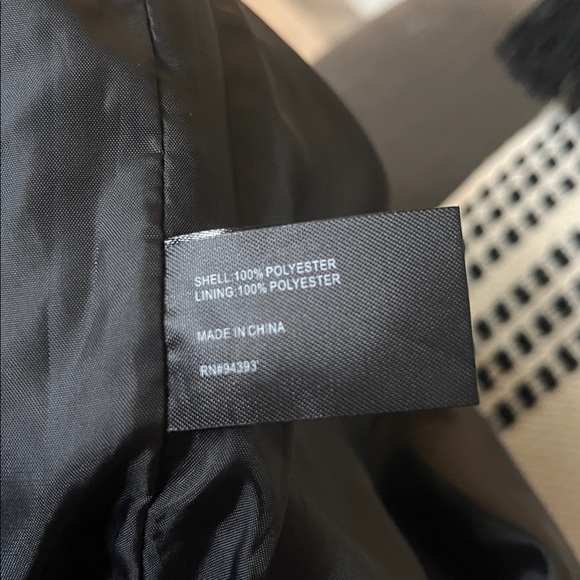 SHELL:100% POLYESTER
LINING:100% POLYESTER
MADE IN CHINA
RN#94393